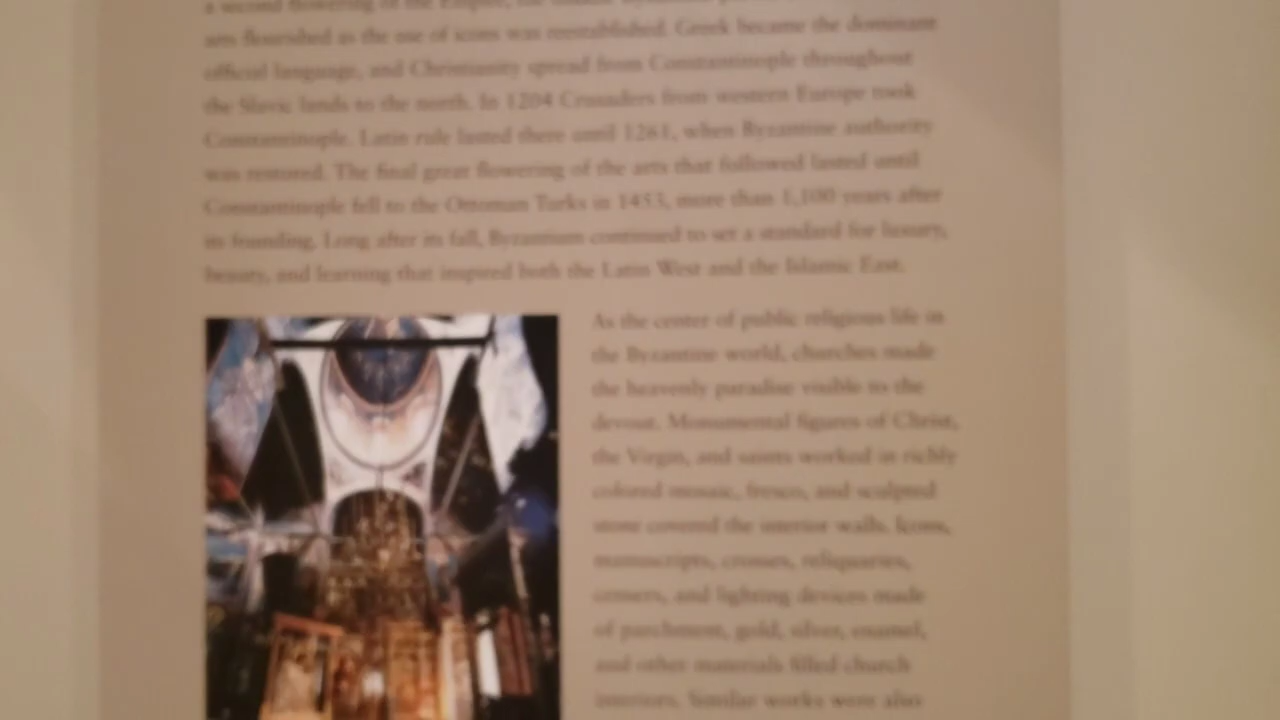 a second flowering of the Empire, the
arts flourished as the use of icons was reestablished. Greek became the dominant
official language, and Christianity spread from Constantinople throughout
the Slavic lands to the north. In 1204 Crusaders from western Europe took
Constantinople. Latin rule lasted there until 1261, when Byzantine authority
was restored. The final great flowering of the arts that followed lasted until
Constantinople fell to the Ottoman Turks in 1453, more than 1,100 years after
its founding. Long after its fall, Byzantium continued to set a standard for luxury,
beauty, and learning that inspired both the Latin West and the Islamic East.
As the center of public religious life in
the Byzantine world, churches made
the heavenly paradise visible to the
devout. Monumental figures of Christ,
the Virgin, and saints worked in richly
colored mosaic, fresco, and sculpted
stone covered the interior walls. Icons,
manuscripts, crosses, reliquaries,
censers, and lighting devices made
of parchment, gold, silver, enamel,
and other materials filled church
interiors. Similar works were also